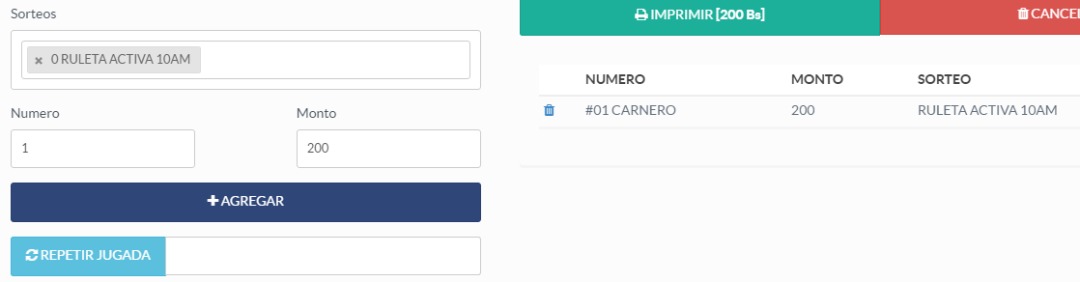 Sorteos
× 0 RULETA ACTIVA 10AM
Numero Monto
1 200
+ AGREGAR
REPETIR JUGADA
IMPRIMIR [200 Bs]
NUMERO MONTO SORTEO
#01 CARNERO 200 RULETA ACTIVA 10AM